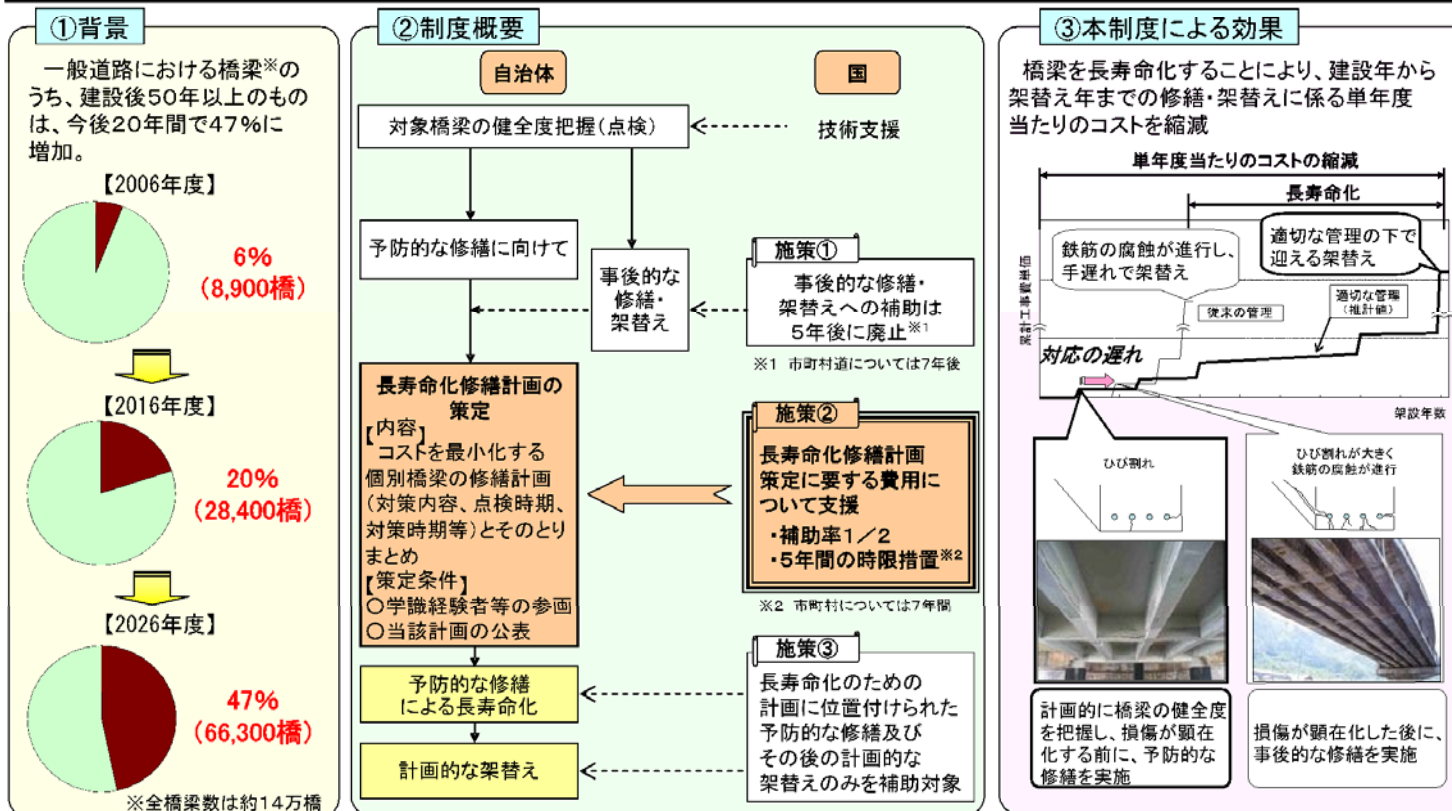 ①背景
一般道路における橋梁※の
うち、建設後50年以上のもの
は、今後20年間で47%に
増加。
【2006年度】
6%
(8,900橋)
【2016年度】
20%
(28,400橋)
【2026年度】
47%
(66,300橋)
※全橋梁数は約14万橋
②制度概要
自治体
国
対象橋梁の健全度把握(点検)
技術支援
予防的な修繕に向けて
事後的な
修繕・
架替え
施策①
事後的な修繕・
架替えへの補助は
5年後に廃止※1
※1 市町村道については7年後
長寿命化修繕計画の
策定
【内容】
コストを最小化する
個別橋梁の修繕計画
(対策内容、点検時期、
対策時期等)とそのとり
まとめ
【策定条件】
○学識経験者等の参画
○当該計画の公表
施策②
長寿命化修繕計画
策定に要する費用に
ついて支援
・補助率1/2
・5年間の時限措置※2
※2 市町村については7年間
予防的な修繕
による長寿命化
計画的な架替え
施策③
長寿命化のための
計画に位置付けられた
予防的な修繕及び
その後の計画的な
架替えのみを補助対象
③本制度による効果
橋梁を長寿命化することにより、建設年から
架替え年までの修繕・架替えに係る単年度
当たりのコストを縮減
単年度当たりのコストの縮減
長寿命化
鉄筋の腐蝕が進行し、
手遅れで架替え
適切な管理の下で
迎える架替え
累計工事費単価
従来の管理
適切な管理
(推計値)
対応の遅れ
架設年数
ひび割れ
ひび割れが大きく
鉄筋の腐蝕が進行
計画的に橋梁の健全度
を把握し、損傷が顕在
化する前に、予防的な
修繕を実施
損傷が顕在化した後に、
事後的な修繕を実施